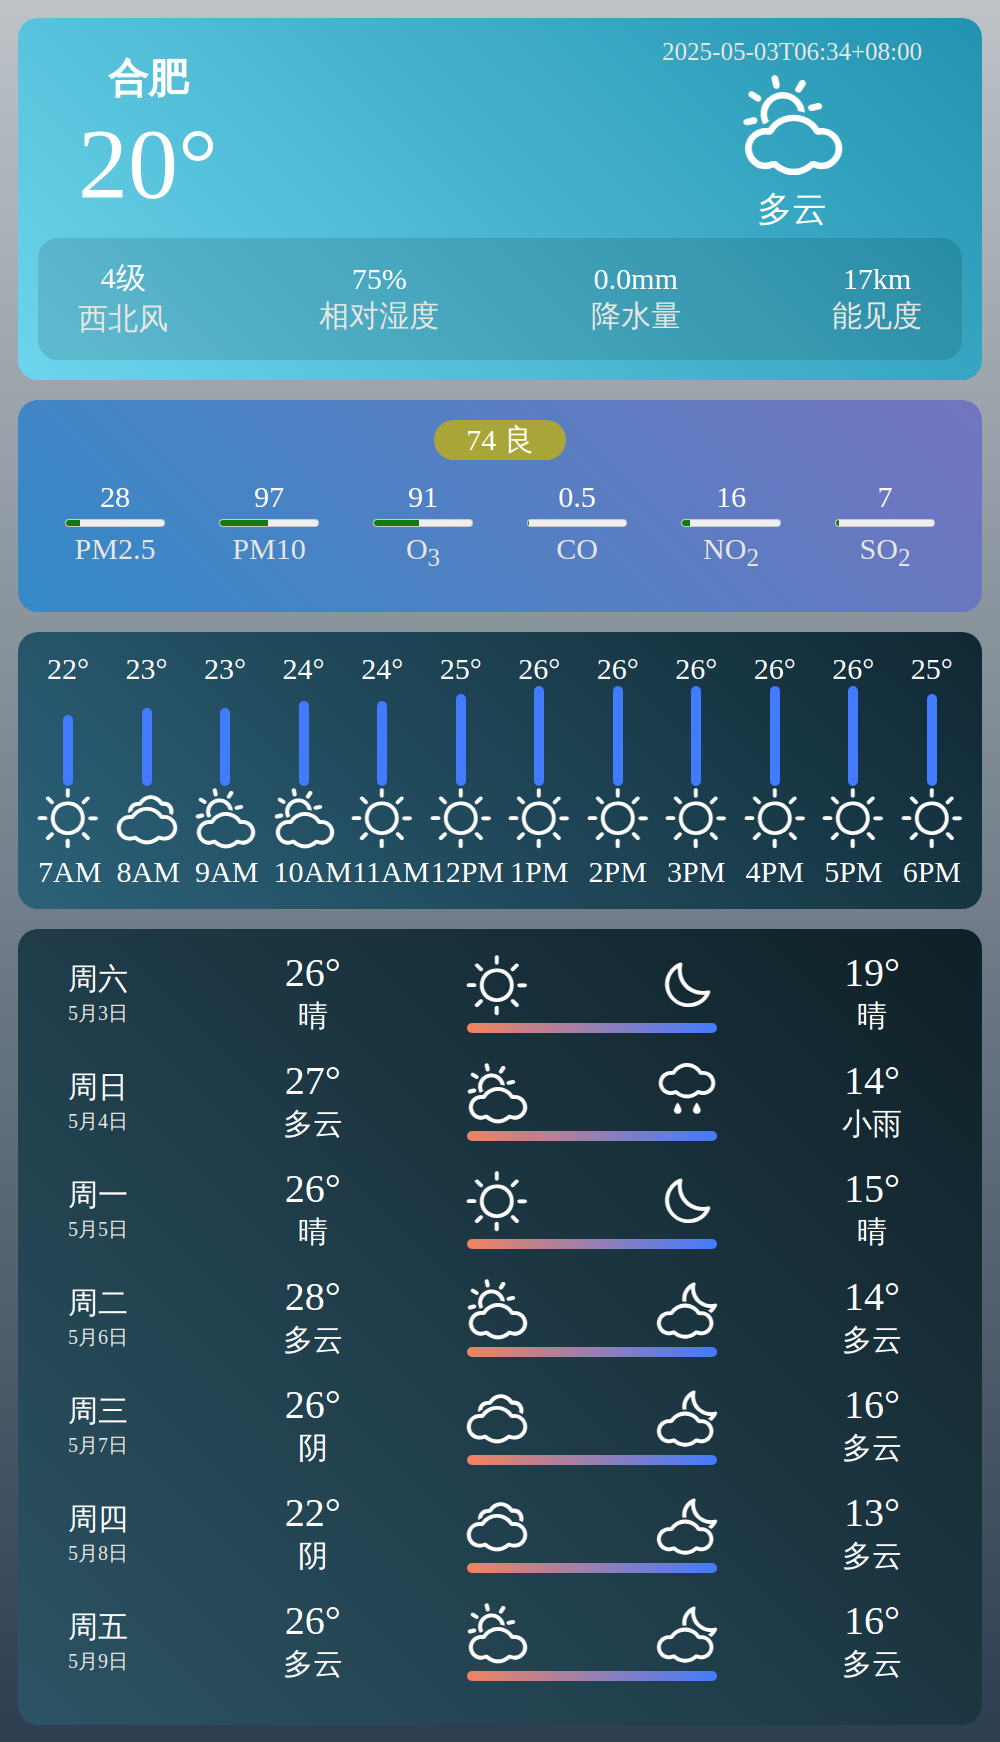 合肥
20°
2025-05-03T06:34+08:00
多云
4级 75% 0.0mm 17km
西北风 相对湿度 降水量 能见度
74 良
28 97 91 0.5 16 7
PM2.5 PM10 O3 CO NO2 SO2
22° 23° 23° 24° 24° 25° 26° 26° 26° 26° 26° 25°
7AM 8AM 9AM 10AM 11AM 12PM 1PM 2PM 3PM 4PM 5PM 6PM
周六 26° 19°
5月3日 晴 晴
周日 27° 14°
5月4日 多云 小雨
周一 26° 15°
5月5日 晴 晴
周二 28° 14°
5月6日 多云 多云
周三 26° 16°
5月7日 阴 多云
周四 22° 13°
5月8日 阴 多云
周五 26° 16°
5月9日 多云 多云